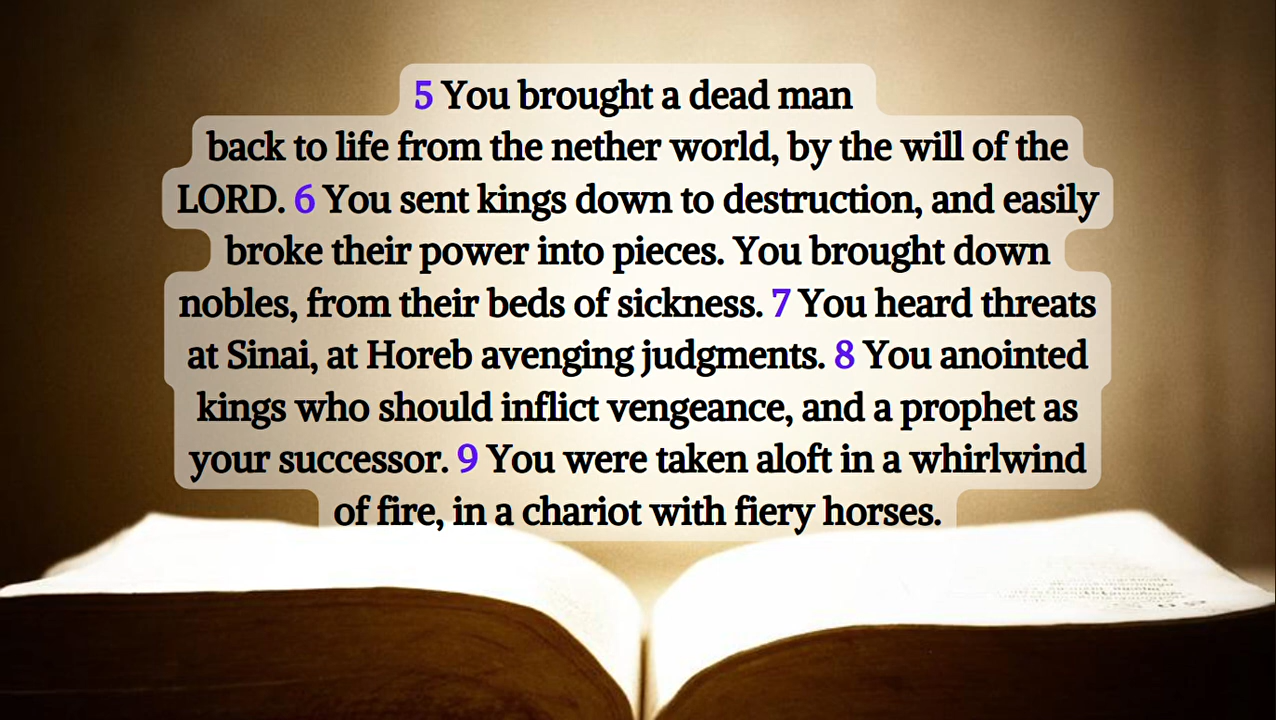 5 You brought a dead man
back to life from the nether world, by the will of the
LORD. 6 You sent kings down to destruction, and easily
broke their power into pieces. You brought down
nobles, from their beds of sickness. 7 You heard threats
at Sinai, at Horeb avenging judgments. 8 You anointed
kings who should inflict vengeance, and a prophet as
your successor. 9 You were taken aloft in a whirlwind
of fire, in a chariot with fiery horses.